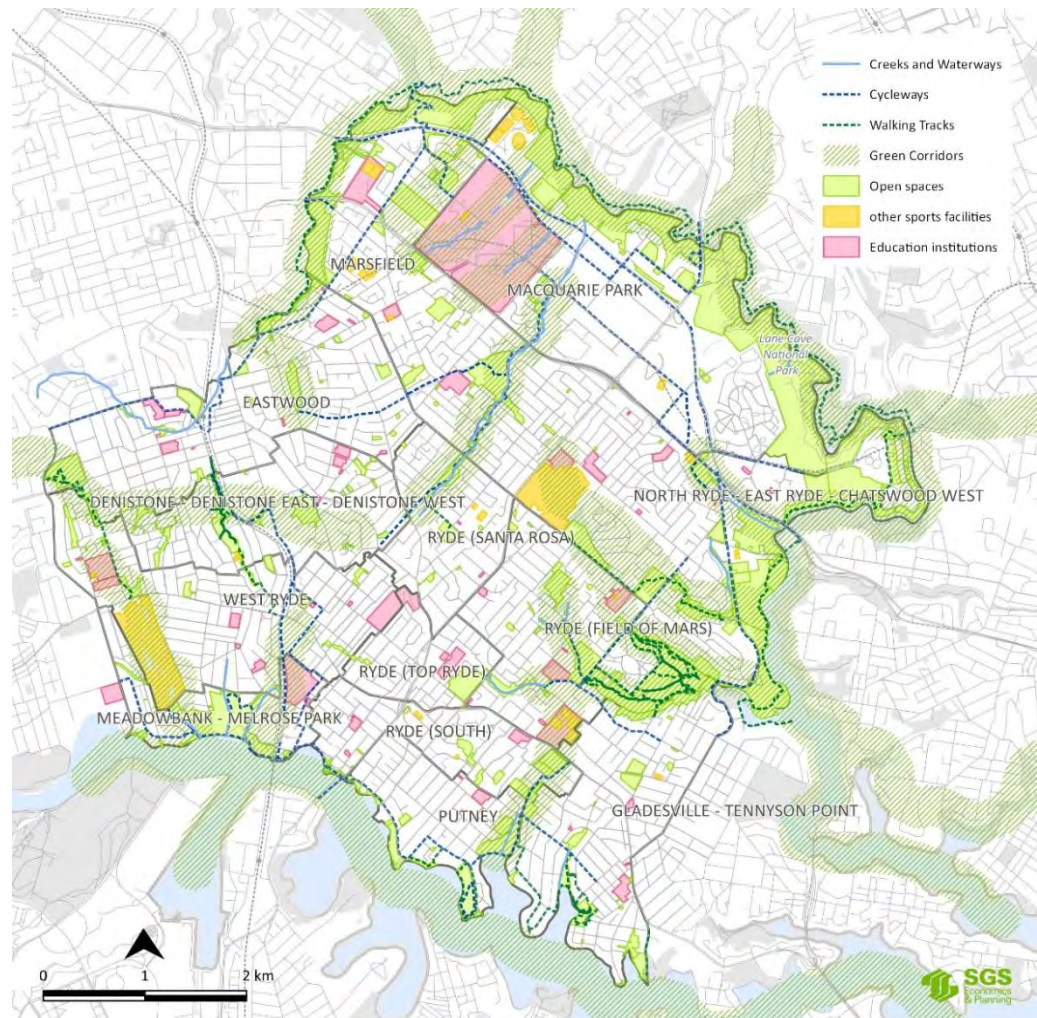 Creeks and Waterways
Cycleways
Walking Tracks
Green Corridors
Open spaces
other sports facilities
Education institutions
MARSFIELD
MACQUARIE PARK
Lane Cove
National
Park
EASTWOOD
DENISTONE - DENISTONE EAST - DENISTONE WEST
NORTH RYDE - EAST RYDE - CHATSWOOD WEST
RYDE (SANTA ROSA)
WEST RYDE
RYDE (FIELD OF MARS)
RYDE (TOP RYDE)
MEADOWBANK - MELROSE PARK
RYDE (SOUTH)
PUTNEY
GLADESVILLE - TENNYSON POINT
0 1 2 km
SGS
Economics
& Planning